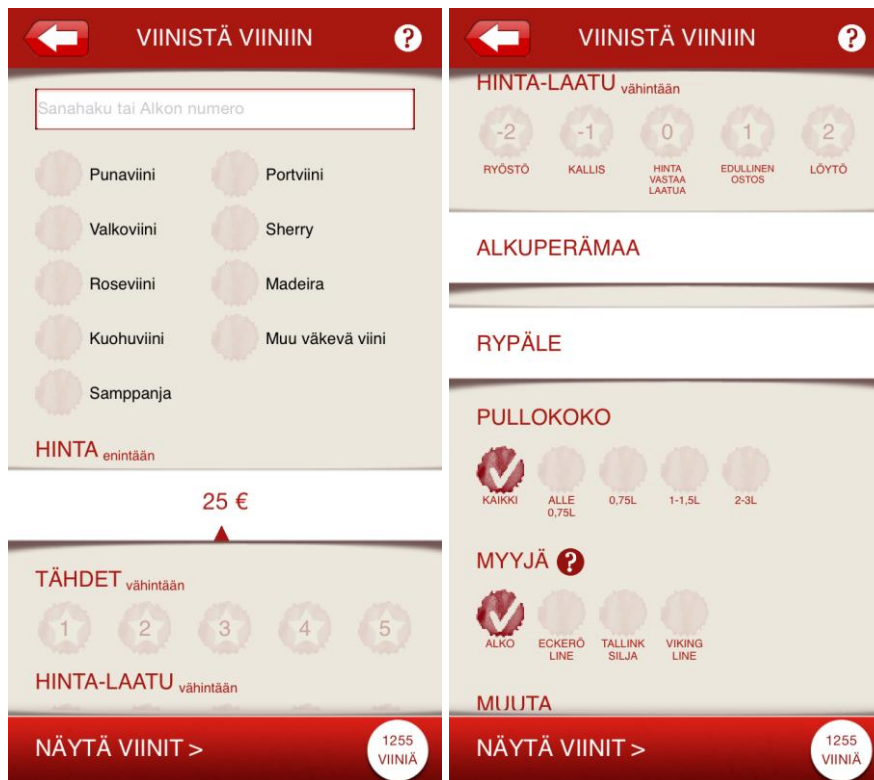 VIINISTÄ VIINIIN
?
Sanahaku tai Alkon numero
Punaviini
Portviini
Valkoviini
Sherry
Roseviini
Madeira
Kuohuviini
Muu väkevä viini
Samppanja
HINTA enintään
25 €
TÄHDET vähintään
1 2 3 4 5
HINTA-LAATU vähintään
NÄYTÄ VIINIT >
1255
VIINIÄ
VIINISTÄ VIINIIN
?
HINTA-LAATU vähintään
-2 -1 0 1 2
RYÖSTÖ
KALLIS
HINTA
VASTAA
LAATUA
EDULLINEN
OSTOS
LÖYTÖ
ALKUPERÄMAA
RYPÄLE
PULLOKOKO
KAIKKI
ALLE
0,75L
0,75L
1-1,5L
2-3L
MYYJÄ ?
ALKO
ECKERÖ
LINE
TALLINK
SILJA
VIKING
LINE
MUUTA
NÄYTÄ VIINIT >
1255
VIINIÄ